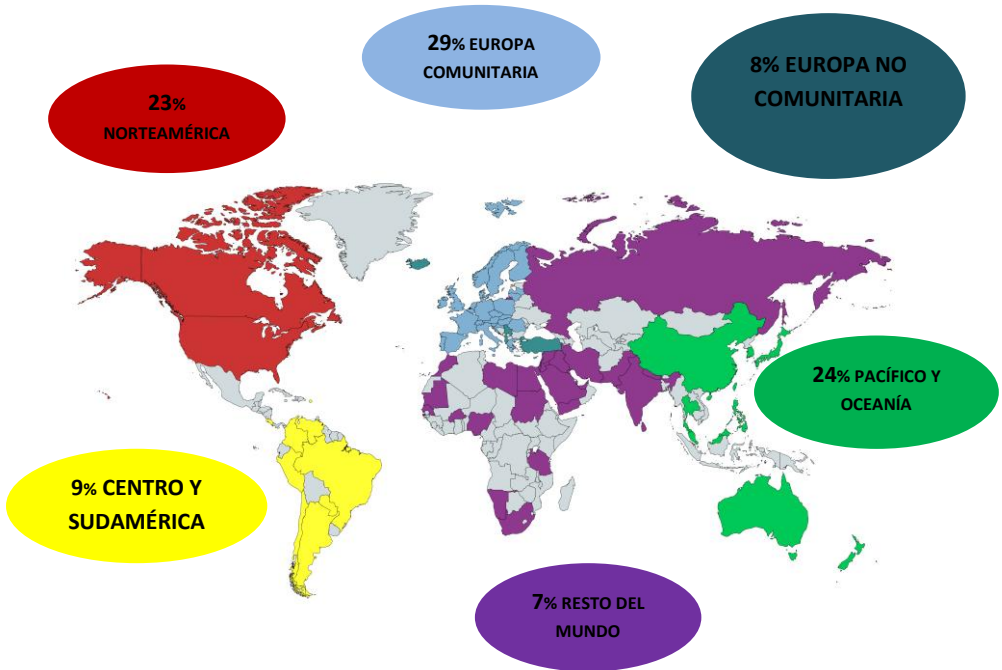 29% EUROPA
COMUNITARIA
8% EUROPA NO
COMUNITARIA
23%
NORTEAMÉRICA
24% PACÍFICO Y
OCEANÍA
9% CENTRO Y
SUDAMÉRICA
7% RESTO DEL
MUNDO